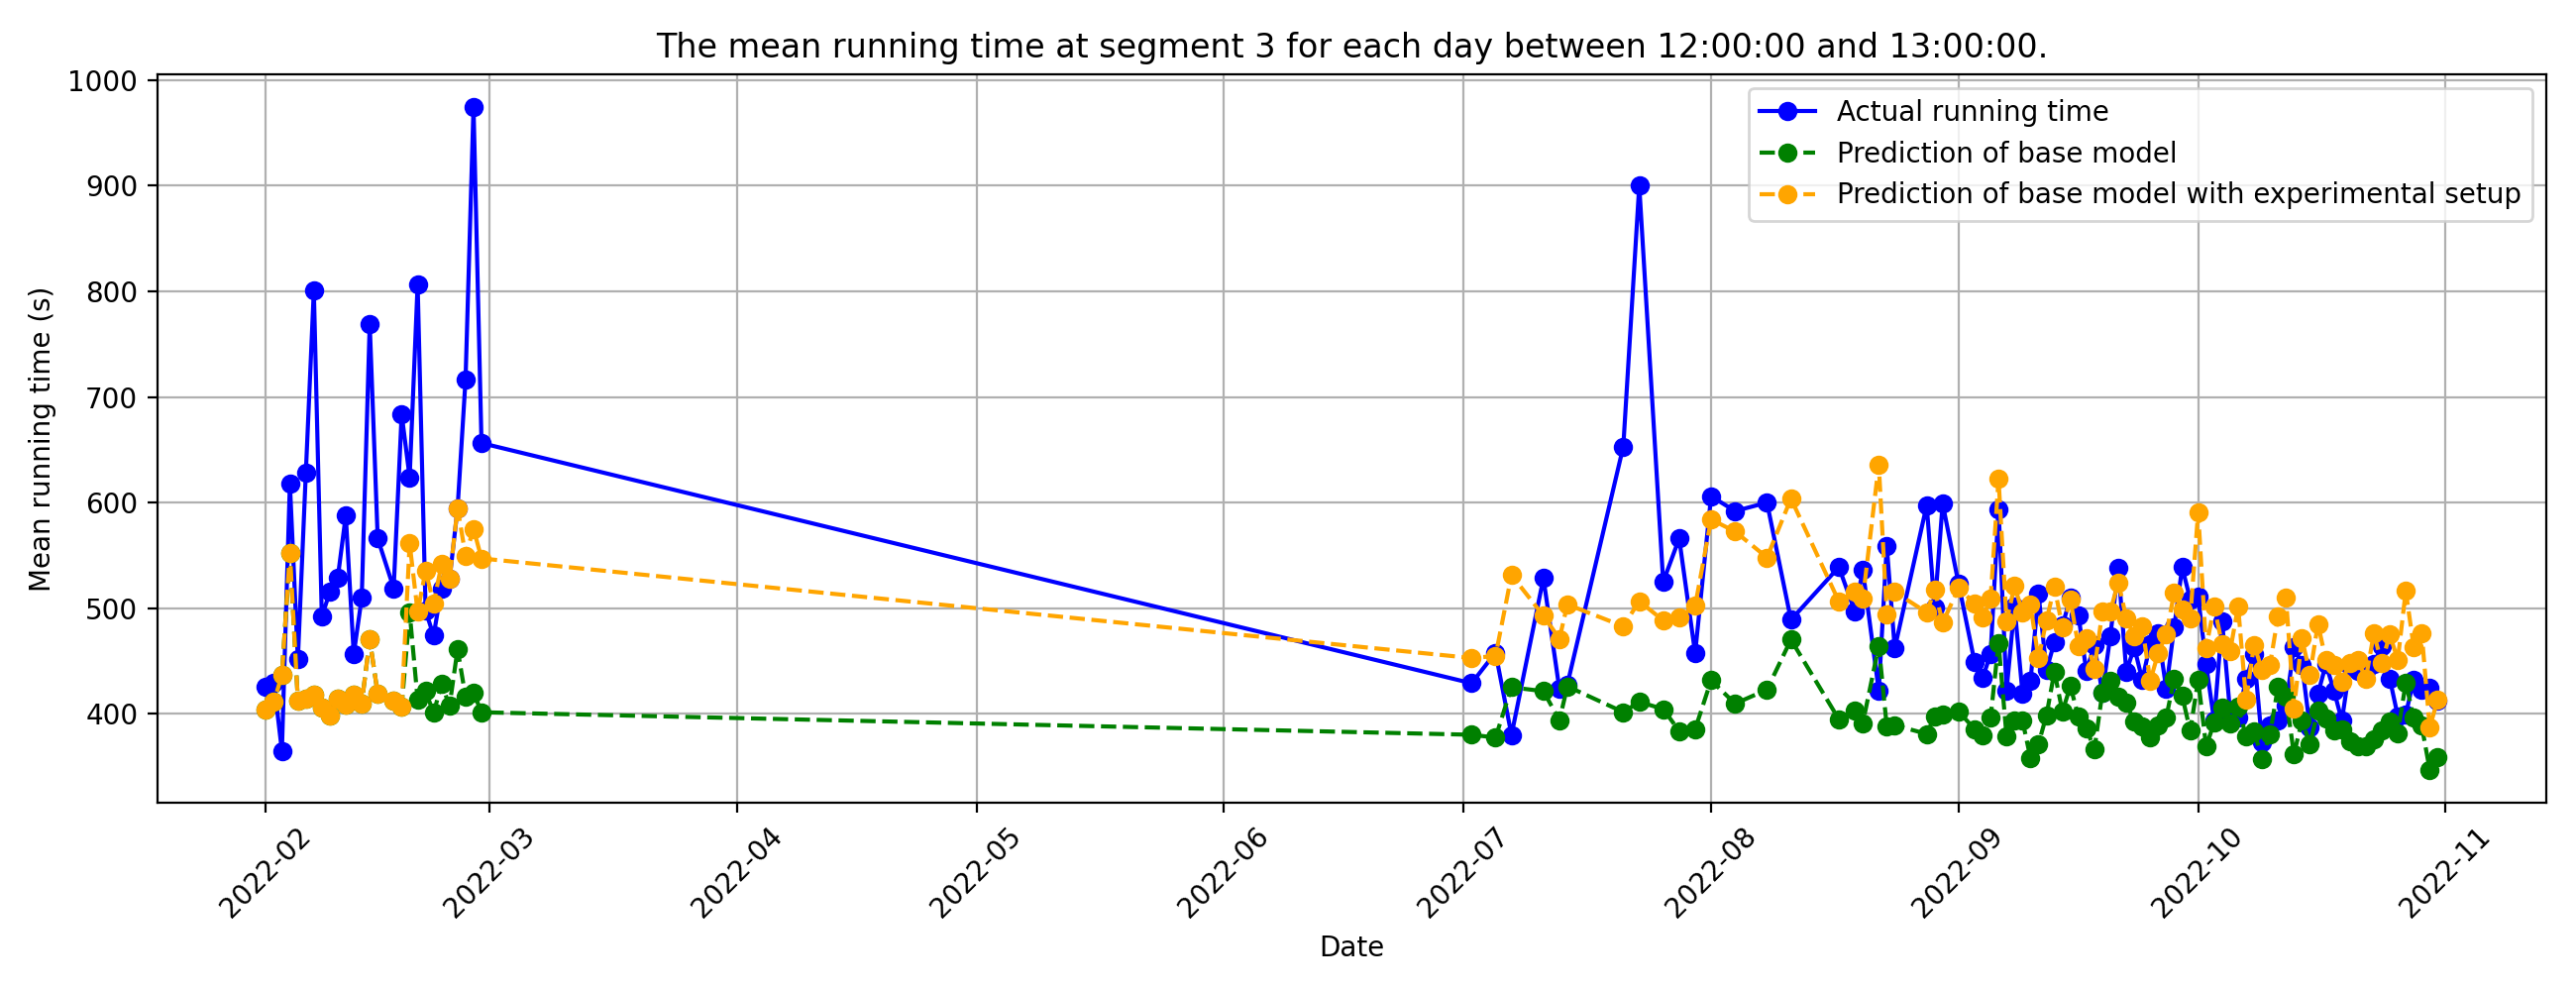 The mean running time at segment 3 for each day between 12:00:00 and 13:00:00.
1000
900
800
700
600
500
400
Mean running time (s)
Actual running time
Prediction of base model
Prediction of base model with experimental setup
2022-02
2022-03
2022-04
2022-05
2022-06
2022-07
2022-08
2022-09
2022-10
2022-11
Date